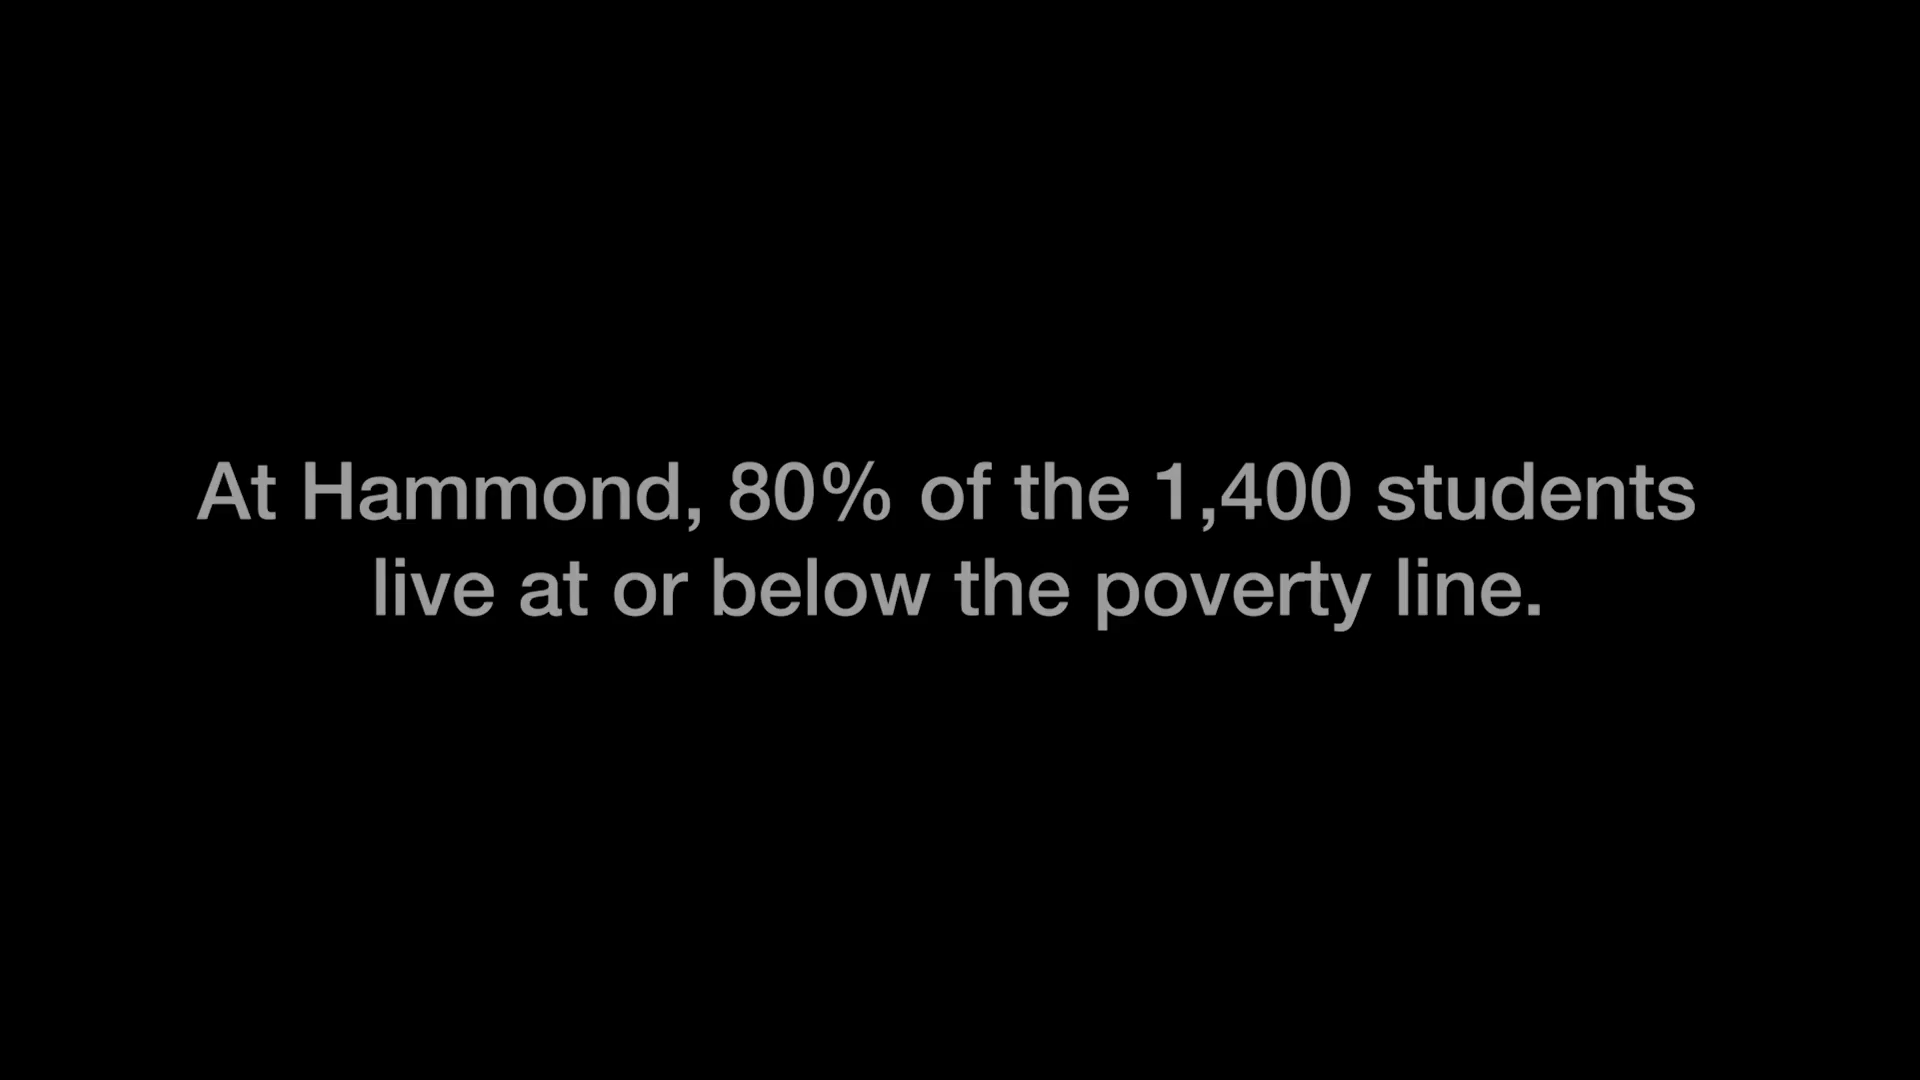 At Hammond, 80% of the 1,400 students
live at or below the poverty line.